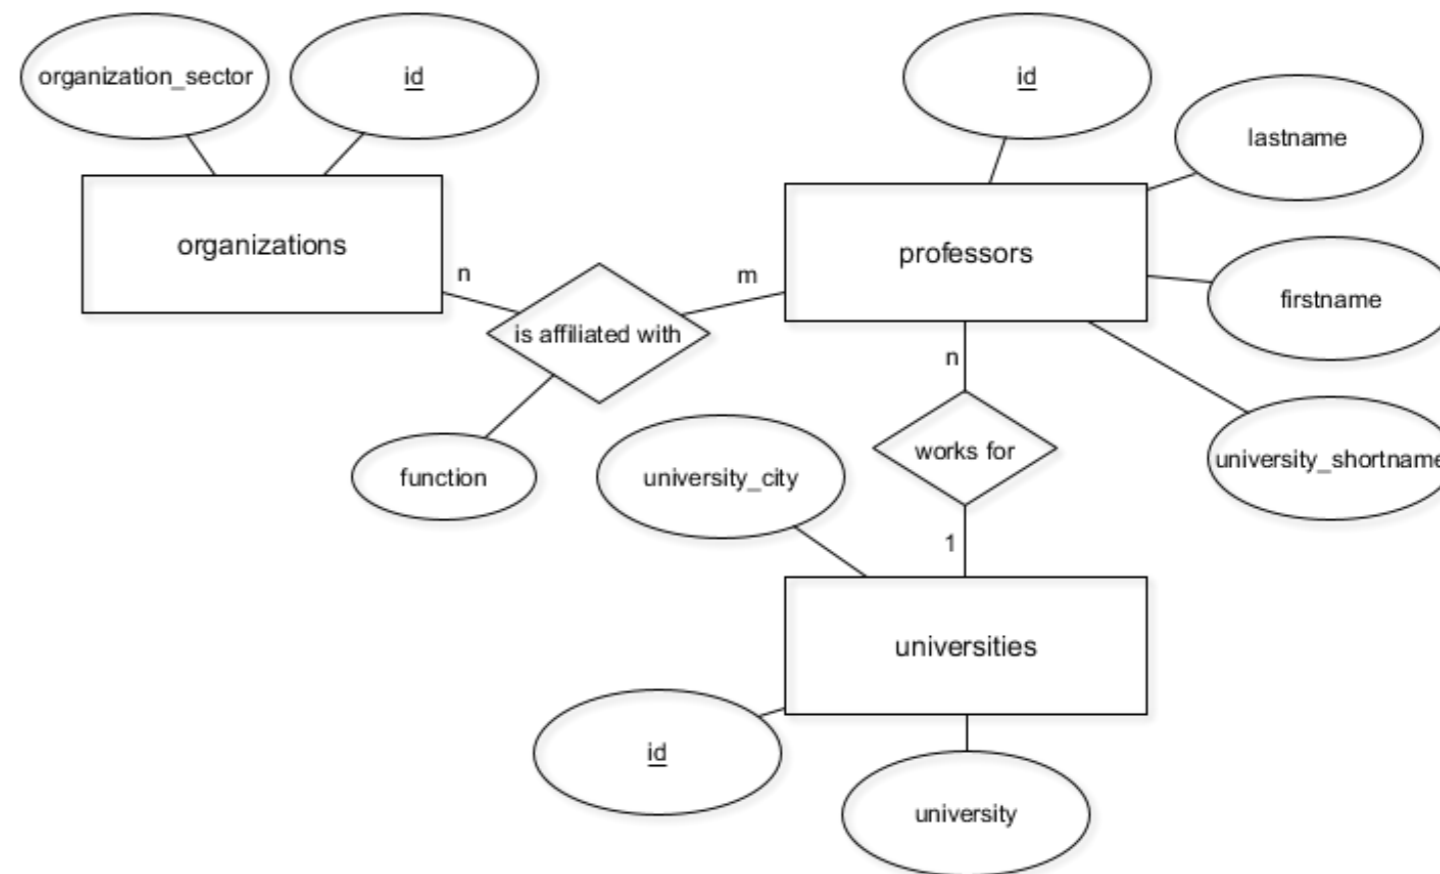 organization_sector
id
id
lastname
organizations
professors
n
m
firstname
is affiliated with
n
function
university_city
works for
university_shortname
1
universities
id
university